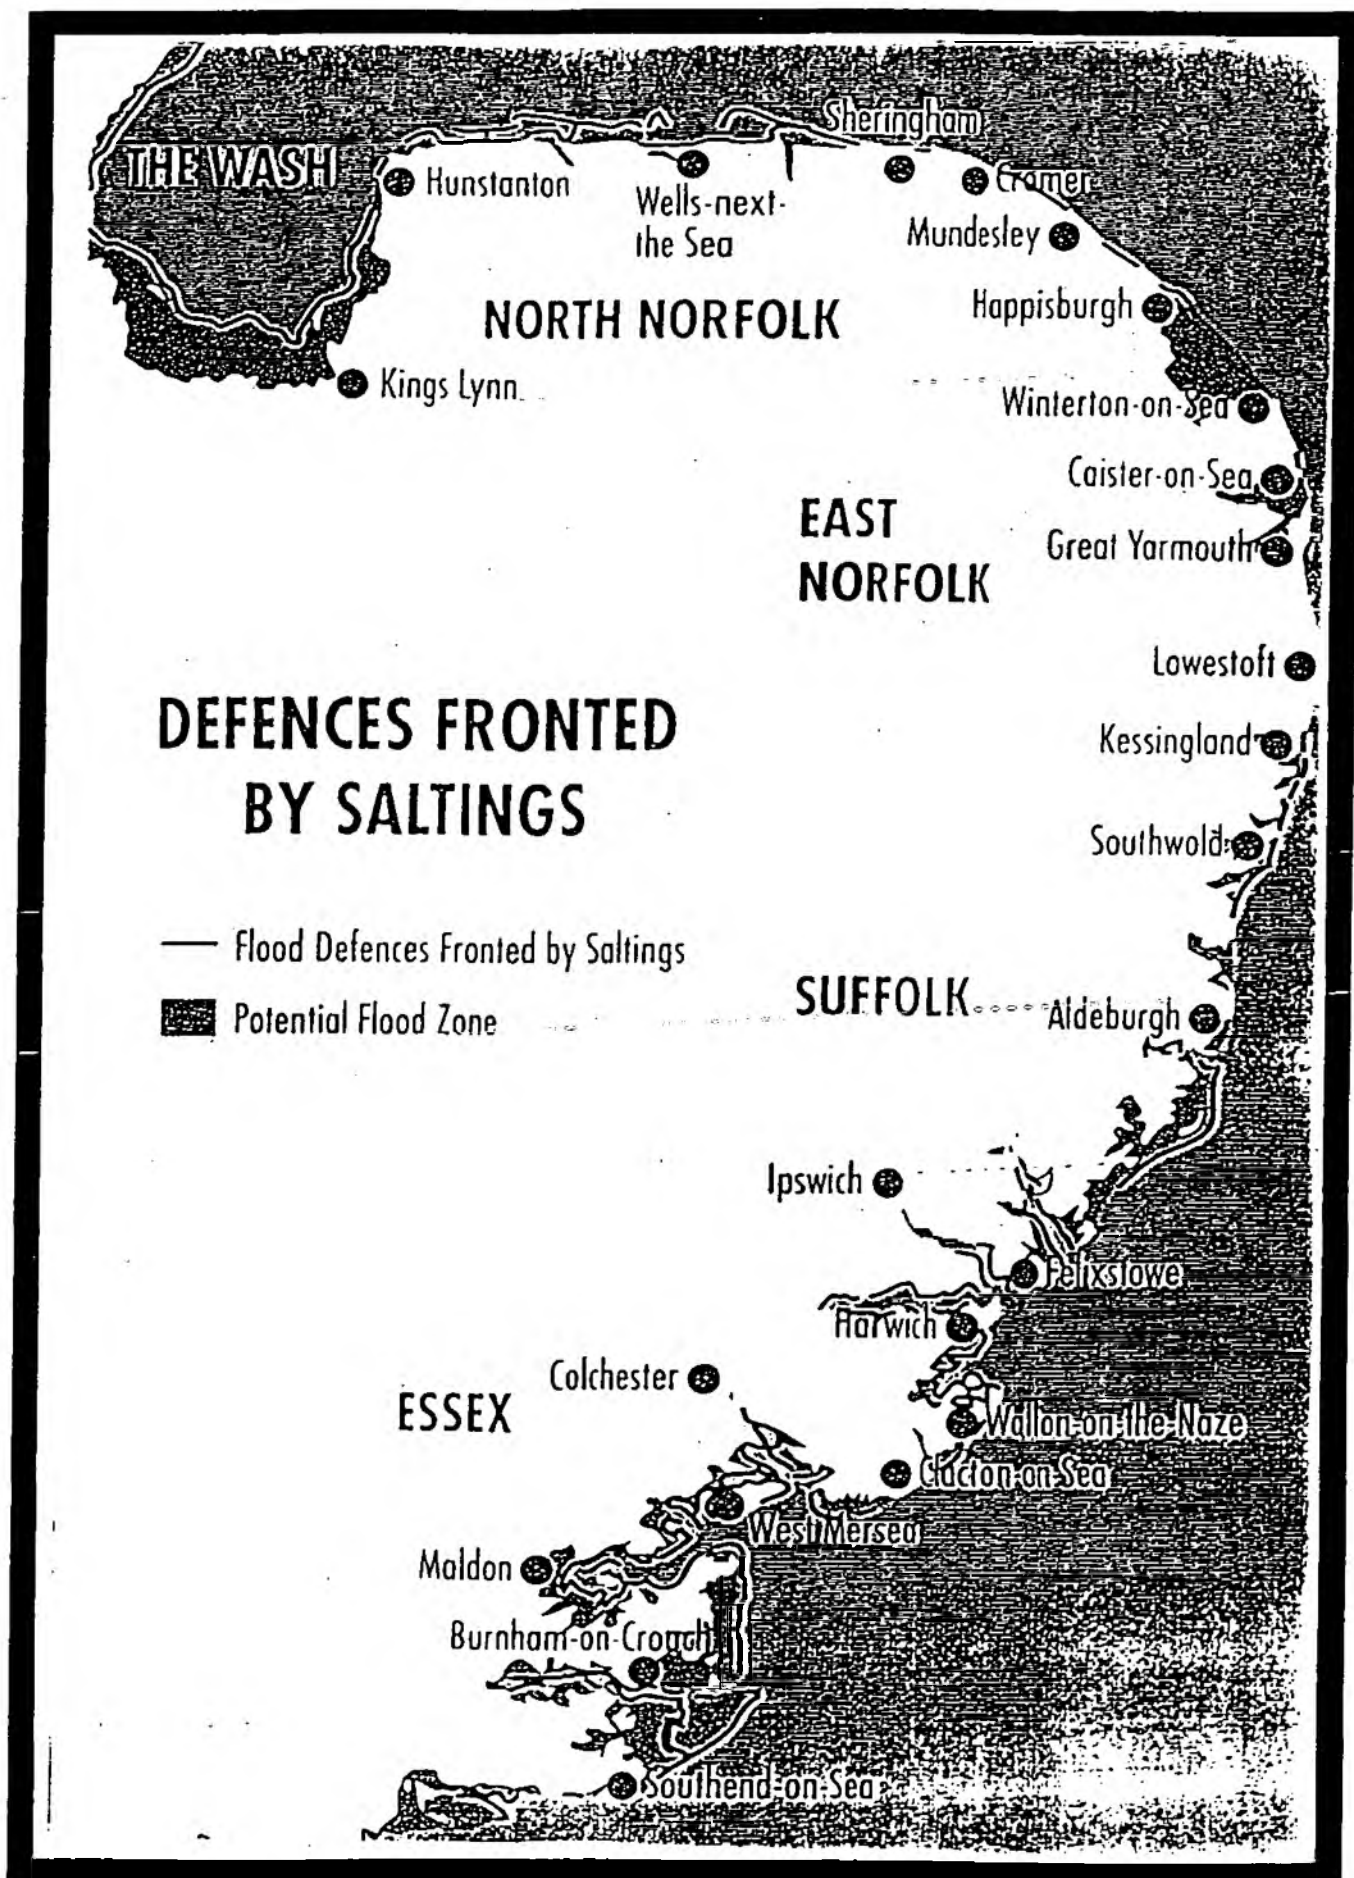 Sheringham
THE WASH
Hunstanton
Wells-next-
the Sea
Cromer
Mundesley
NORTH NORFOLK
Happisburgh
Kings Lynn
Winterton-on-Sea
Caister-on-Sea
EAST
NORFOLK
Great Yarmouth
Lowestoft
DEFENCES FRONTED
BY SALTINGS
Kessingland
Southwold
Flood Defences Fronted by Saltings
SUFFOLK
Aldeburgh
Potential Flood Zone
Ipswich
Felixstowe
Harwich
Colchester
ESSEX
Walton-on-the-Naze
Clacton-on-Sea
West Mersea
Maldon
Burnham-on-Crouch
Southend-on-Sea